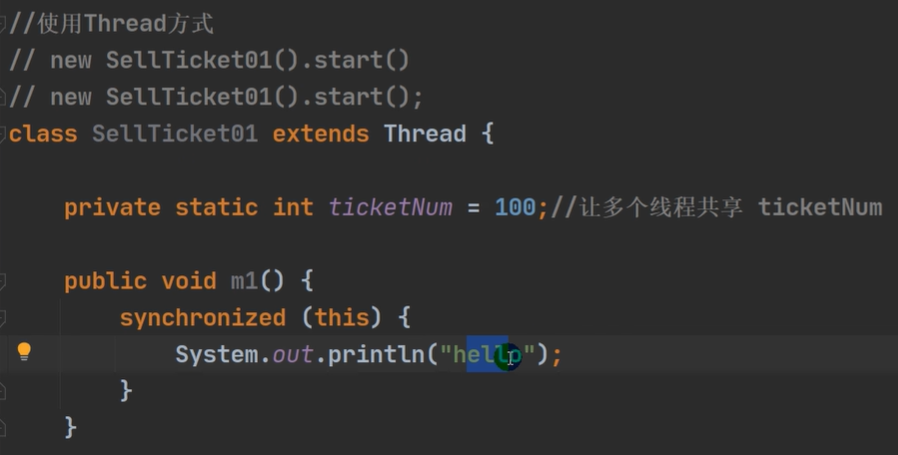 //使用Thread方式
// new SellTicket01().start()
// new SellTicket01().start();
class SellTicket01 extends Thread {
private static int ticketNum = 100;//让多个线程共享 ticketNum
public void m1() {
synchronized (this) {
System.out.println("hello");
}
}